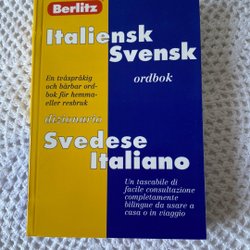 Berlitz
Italiensk
Svensk
ordbok
En tvåspråkig
och bärbar ord-
bok för hemma-
eller resbruk
dizionario
Svedese
Italiano
Un tascabile di
facile consultazione
completamente
bilingue da usare a
casa o in viaggio